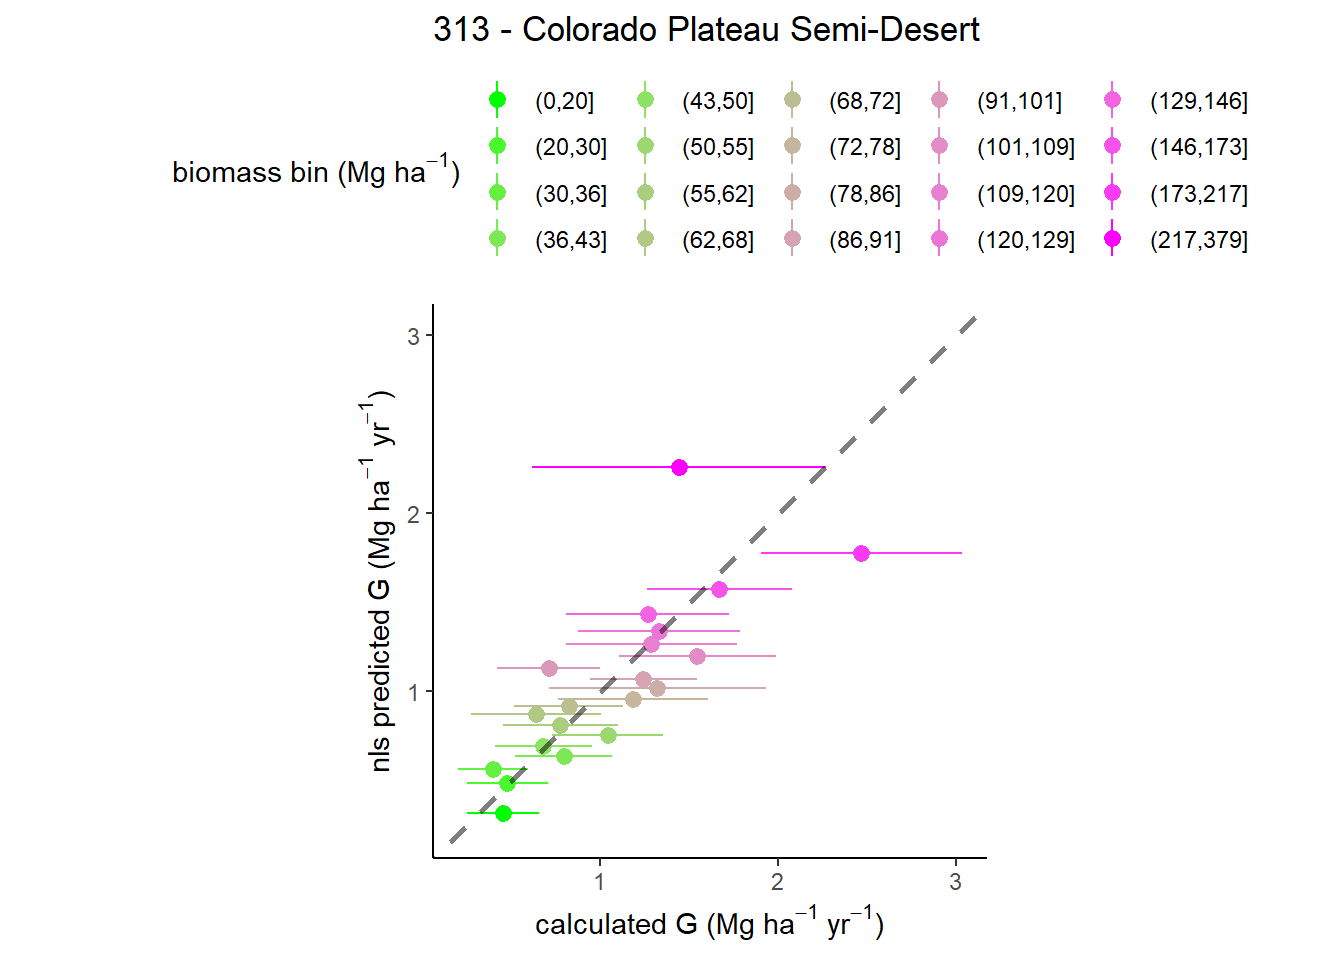 313 - Colorado Plateau Semi-Desert
biomass bin (Mg ha⁻¹)
(0,20] (43,50] (68,72] (91,101] (129,146]
(20,30] (50,55] (72,78] (101,109] (146,173]
(30,36] (55,62] (78,86] (109,120] (173,217]
(36,43] (62,68] (86,91] (120,129] (217,379]
nls predicted G (Mg ha⁻¹ yr⁻¹)
3
2
1
1 2 3
calculated G (Mg ha⁻¹ yr⁻¹)